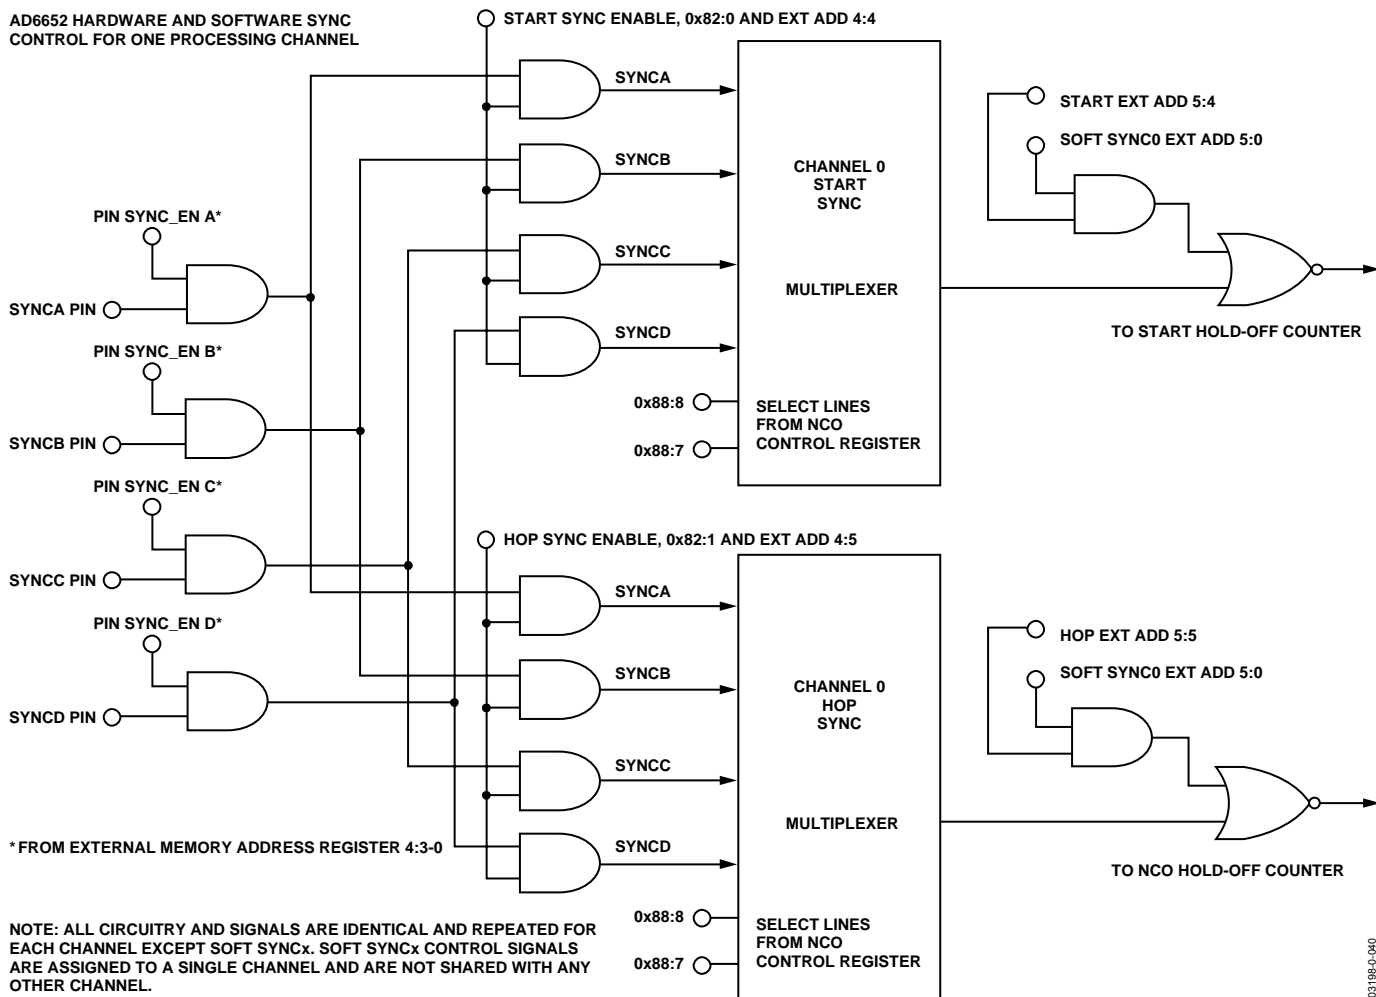 AD6652 HARDWARE AND SOFTWARE SYNC
CONTROL FOR ONE PROCESSING CHANNEL
START SYNC ENABLE, 0x82:0 AND EXT ADD 4:4
SYNCA
SYNCB
SYNCC
SYNCD
CHANNEL 0
START
SYNC
MULTIPLEXER
0x88:8
0x88:7
SELECT LINES
FROM NCO
CONTROL REGISTER
START EXT ADD 5:4
SOFT SYNC0 EXT ADD 5:0
TO START HOLD-OFF COUNTER
PIN SYNC_EN A*
SYNCA PIN
PIN SYNC_EN B*
SYNCB PIN
PIN SYNC_EN C*
SYNCC PIN
PIN SYNC_EN D*
SYNCD PIN
HOP SYNC ENABLE, 0x82:1 AND EXT ADD 4:5
SYNCA
SYNCB
SYNCC
SYNCD
CHANNEL 0
HOP
SYNC
MULTIPLEXER
0x88:8
0x88:7
SELECT LINES
FROM NCO
CONTROL REGISTER
HOP EXT ADD 5:5
SOFT SYNC0 EXT ADD 5:0
TO NCO HOLD-OFF COUNTER
*FROM EXTERNAL MEMORY ADDRESS REGISTER 4:3-0
NOTE: ALL CIRCUITRY AND SIGNALS ARE IDENTICAL AND REPEATED FOR
EACH CHANNEL EXCEPT SOFT SYNCx. SOFT SYNCx CONTROL SIGNALS
ARE ASSIGNED TO A SINGLE CHANNEL AND ARE NOT SHARED WITH ANY
OTHER CHANNEL.
03198-0-040